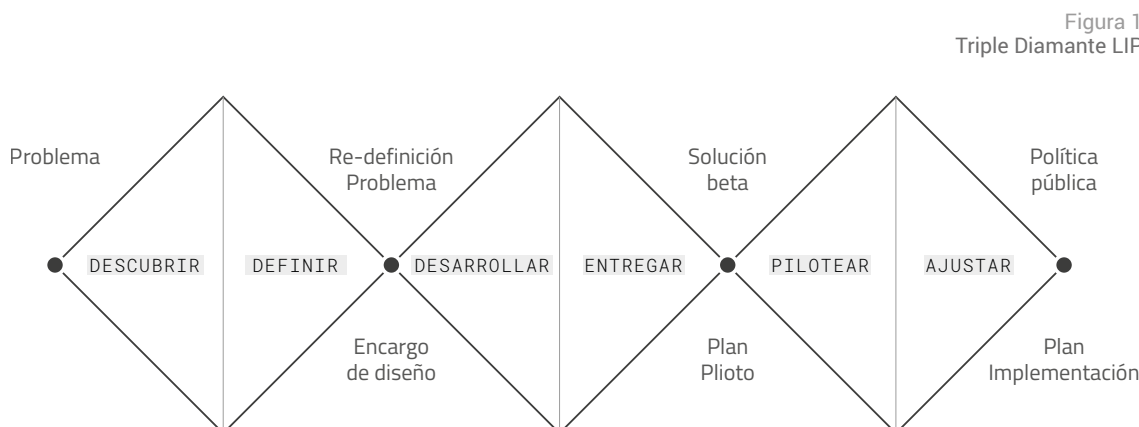 Figura 1
Triple Diamante LIP
Problema
Re-definición
Problema
Solución
beta
Política
pública
DESCUBRIR
DEFINIR
DESARROLLAR
ENTREGAR
PILOTEAR
AJUSTAR
Encargo
de diseño
Plan
Plioto
Plan
Implementación